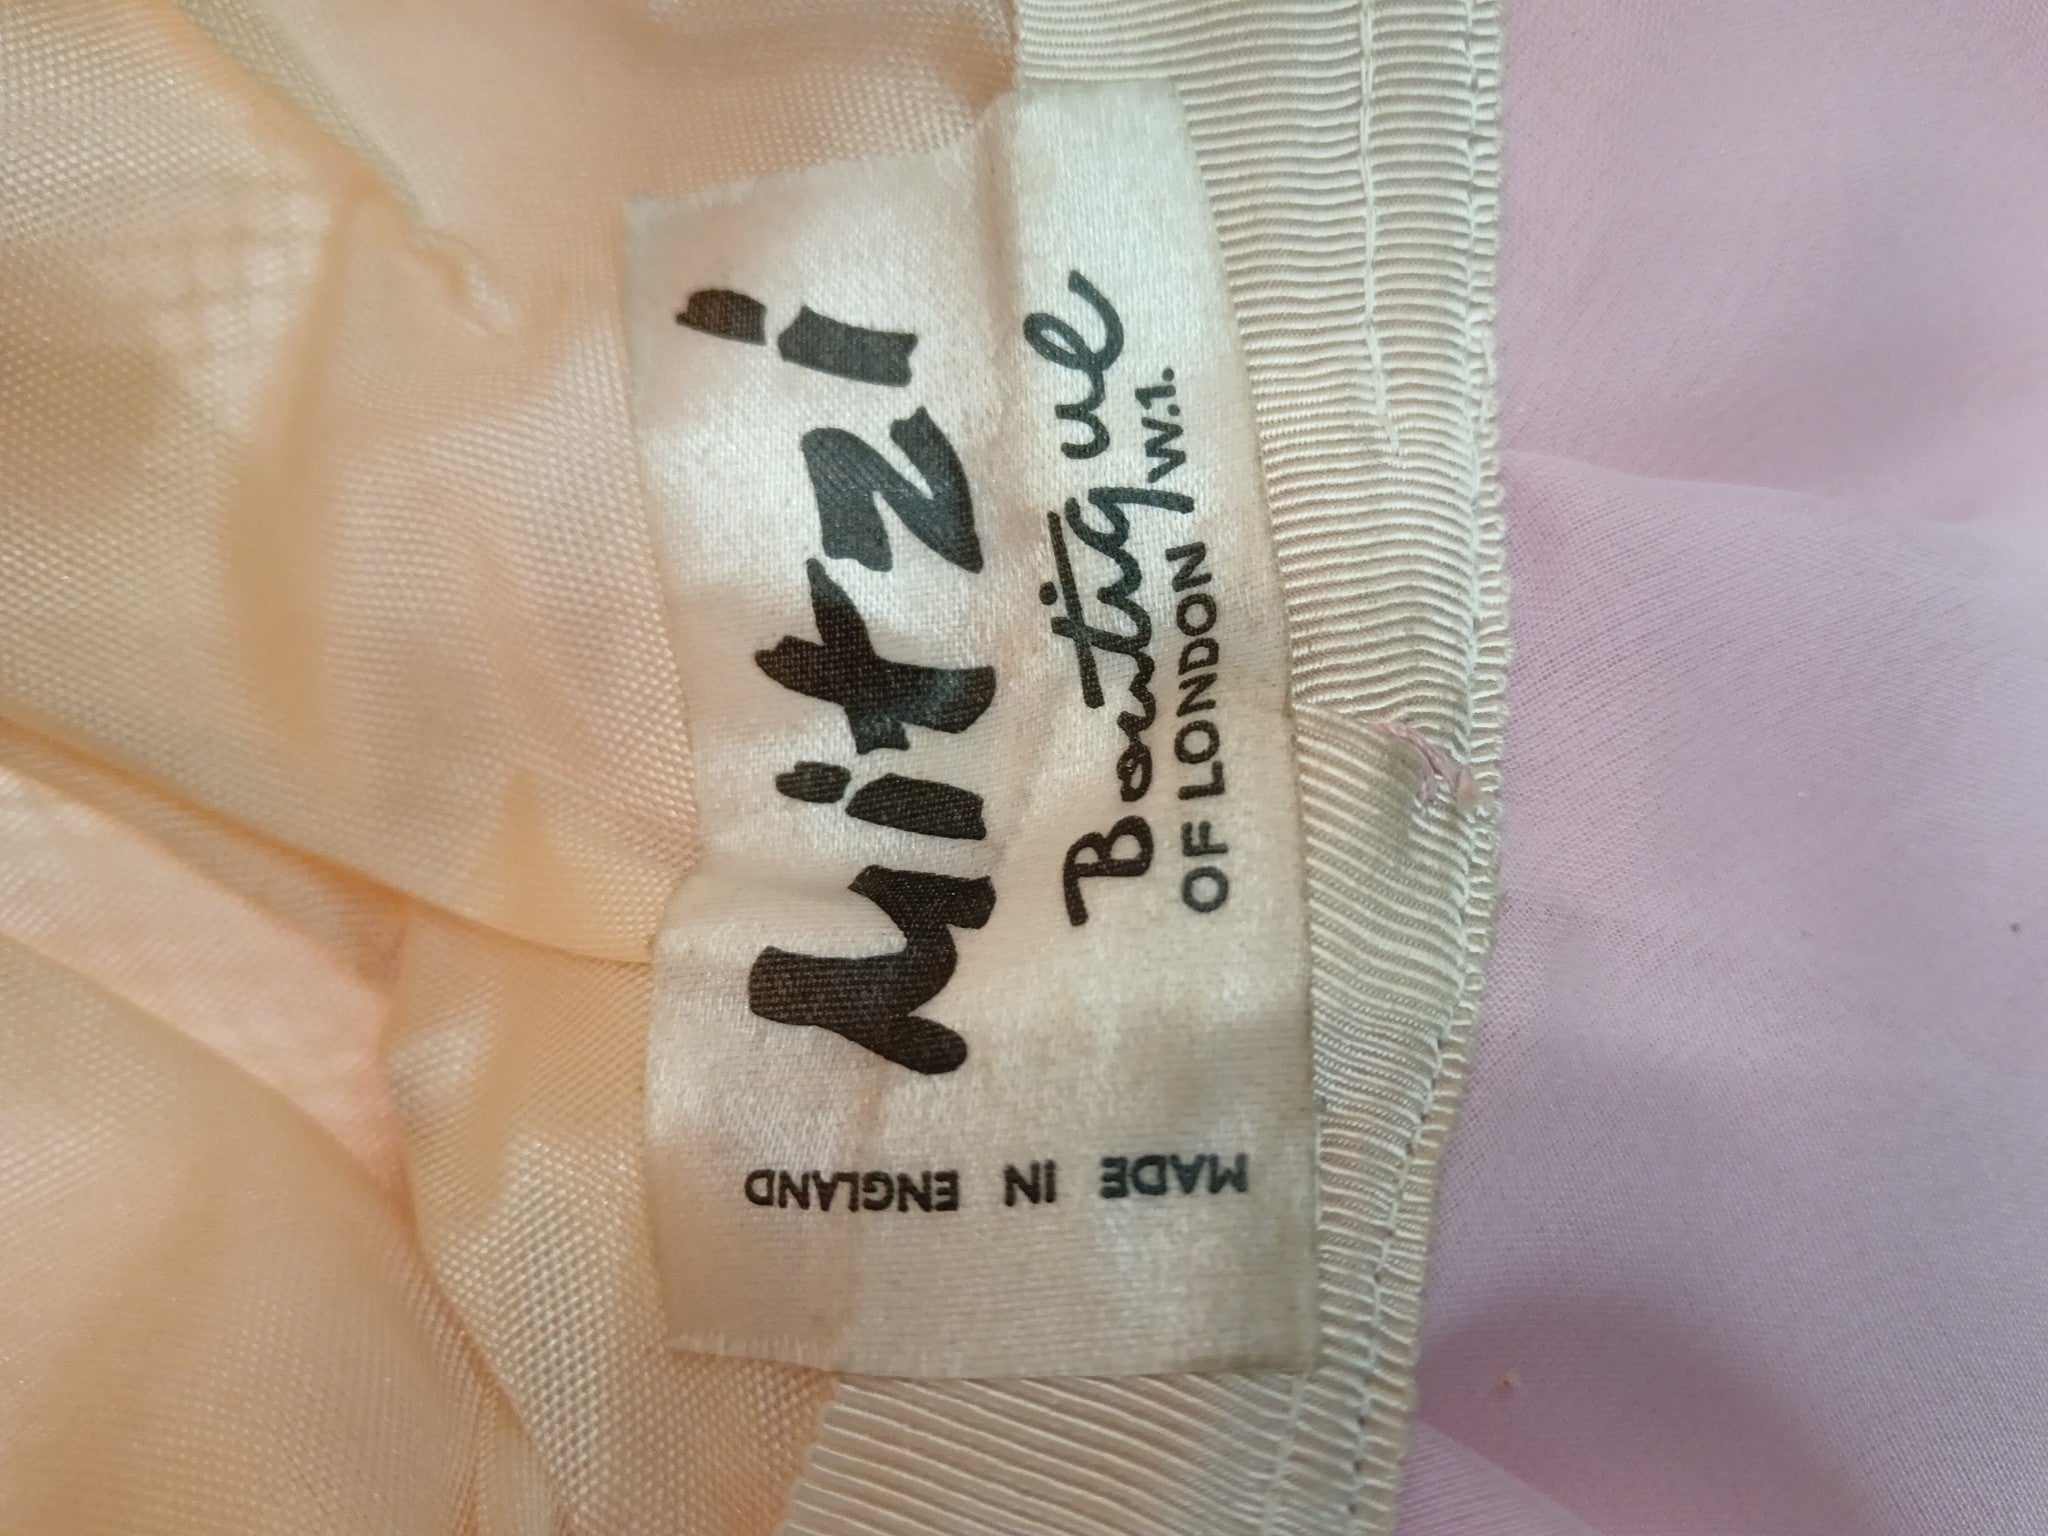 Mitzi
Boutique
OF LONDON W.1.
MADE IN ENGLAND